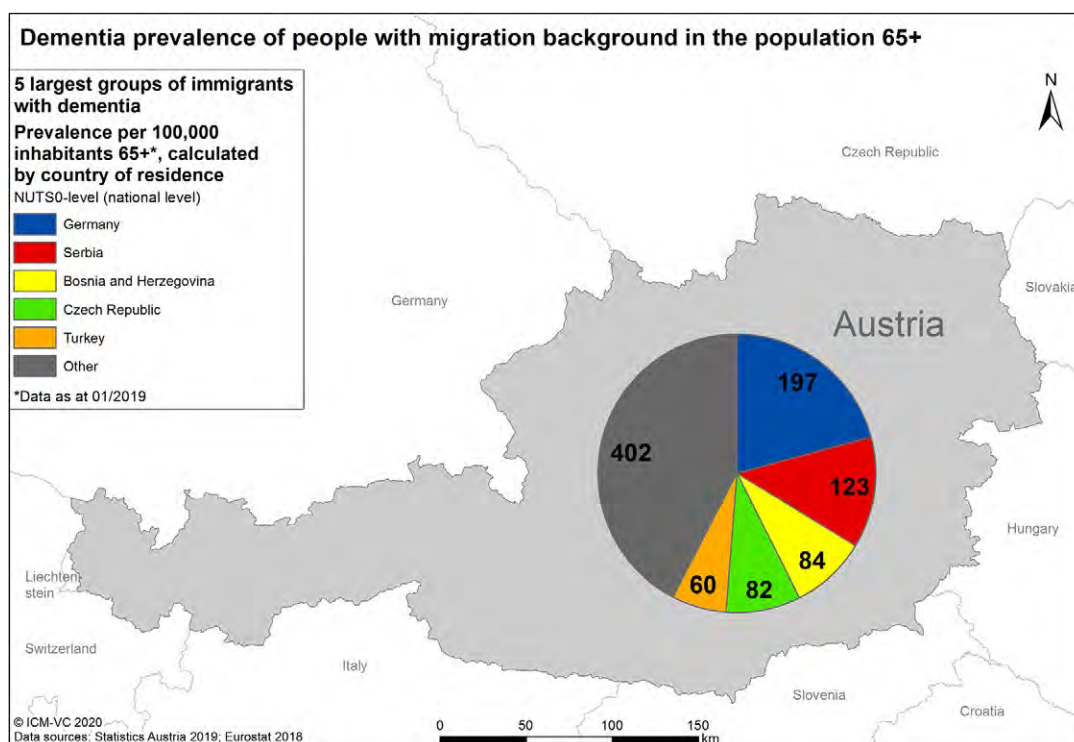 Dementia prevalence of people with migration background in the population 65+
5 largest groups of immigrants
with dementia
Prevalence per 100,000
inhabitants 65+*, calculated
by country of residence
NUTS0-level (national level)
Germany
Serbia
Bosnia and Herzegovina
Czech Republic
Turkey
Other
*Data as at 01/2019
N
Czech Republic
Germany
Slovakia
Austria
197
402
123
84
82
60
Hungary
Liechten-
stein
Switzerland
Italy
Slovenia
Croatia
© ICM-VC 2020
Data sources: Statistics Austria 2019; Eurostat 2018
0 50 100 150
km